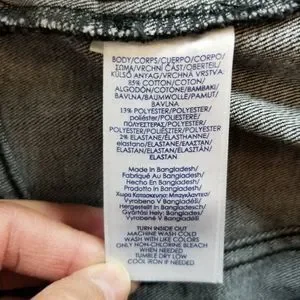 BODY/CORPS/CUERPO/CORPO/
ΣΩΜΑ/VRCHNÍ ČÁST/OBERTEIL/
KÜLSŐ ANYAG/VRCHNÁ VRSTVA
85% COTTON/COTON/
ALGODÓN/COTONE/BAMBAKI/
BAVLNA/BAUMWOLLE/PAMUT/
BAVLNA
13% POLYESTER/POLYESTER/
poliéster/POLIESTERE/
ΠΟΛΥΕΣΤΕΡΑΣ/POLYESTER/
POLYESTER/POLIÉSZTER/
POLYESTER
2% ELASTANE/ÉLASTHANNE/
elastano/ELASTANE/ΕΛΑΣΤΑΝ/
ELASTAN/ELASTAN/ELASZTÁN/
ELASTAN
Made In Bangladesh/
Fabriqué Au Bangladesh/
Hecho En Bangladesh/
Prodotto In Bangladesh/
Χώρα Κατασκευής: Μπαγκλαντές/
Vyrobeno V Bangladéši/
Hergestellt In Bangladesch/
Gyártási Hely: Banglades/
Vyrobené V Bangladéši
TURN INSIDE OUT
MACHINE WASH COLD
WASH WITH LIKE COLORS
ONLY NON-CHLORINE BLEACH
WHEN NEEDED
TUMBLE DRY LOW
COOL IRON IF NEEDED